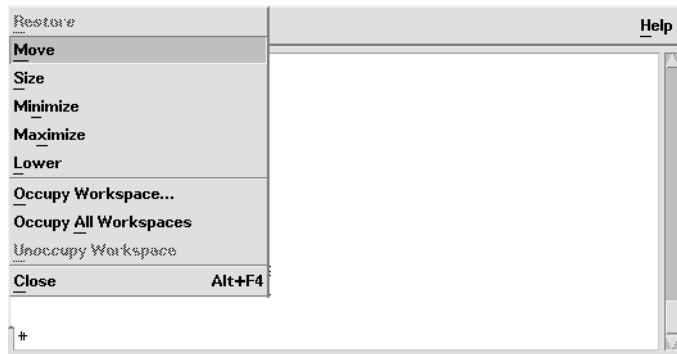 Restore
Help
Move
Size
Minimize
Maximize
Lower
Occupy Workspace...
Occupy All Workspaces
Unoccupy Workspace
Close Alt+F4
#